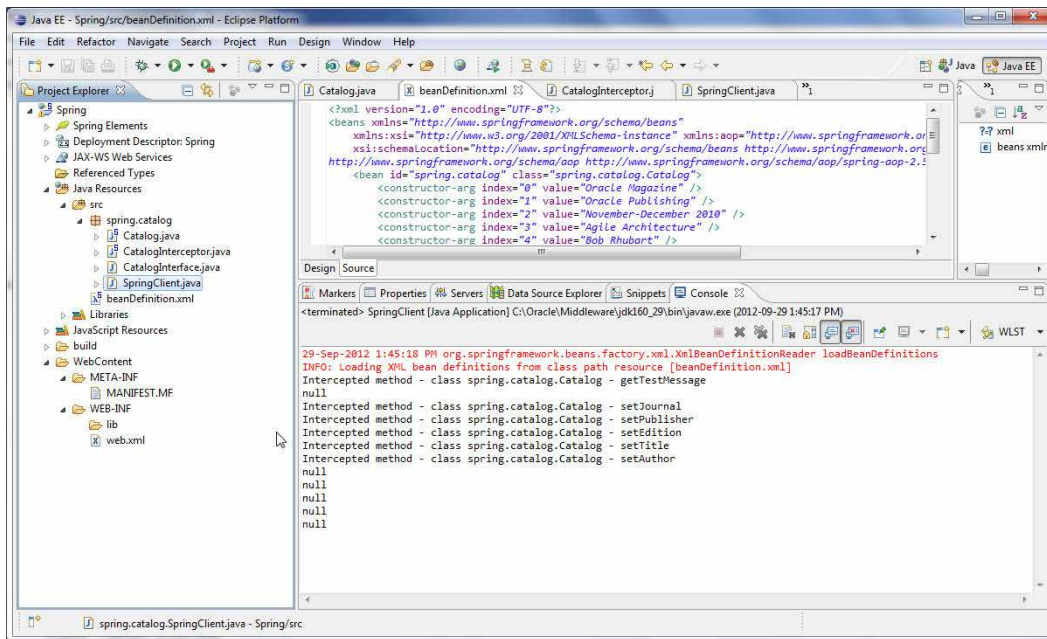 Java EE - Spring/src/beanDefinition.xml - Eclipse Platform
File Edit Refactor Navigate Search Project Run Design Window Help
Java Java EE
Project Explorer
Spring
Spring Elements
Deployment Descriptor: Spring
JAX-WS Web Services
Referenced Types
Java Resources
src
spring.catalog
Catalog.java
CatalogInterceptor.java
CatalogInterface.java
SpringClient.java
beanDefinition.xml
Libraries
JavaScript Resources
build
WebContent
META-INF
MANIFEST.MF
WEB-INF
lib
web.xml
Catalog.java beanDefinition.xml CatalogInterceptor.j SpringClient.java »1
<?xml version="1.0" encoding="UTF-8"?>
<beans xmlns="http://www.springframework.org/schema/beans"
xmlns:xsi="http://www.w3.org/2001/XMLSchema-instance" xmlns:aop="http://www.springframework.or
xsi:schemaLocation="http://www.springframework.org/schema/beans http://www.springframework.org
http://www.springframework.org/schema/aop http://www.springframework.org/schema/aop/spring-aop-2.5
<bean id="spring.catalog" class="spring.catalog.Catalog">
<constructor-arg index="0" value="Oracle Magazine" />
<constructor-arg index="1" value="Oracle Publishing" />
<constructor-arg index="2" value="November-December 2010" />
<constructor-arg index="3" value="Agile Architecture" />
<constructor-arg index="4" value="Bob Rhubart" />
Design Source
»1
?-? xml
beans xmlr
Markers Properties Servers Data Source Explorer Snippets Console
<terminated> SpringClient [Java Application] C:\Oracle\Middleware\jdk160_29\bin\javaw.exe (2012-09-29 1:45:17 PM)
WLST
29-Sep-2012 1:45:18 PM org.springframework.beans.factory.xml.XmlBeanDefinitionReader loadBeanDefinitions
INFO: Loading XML bean definitions from class path resource [beanDefinition.xml]
Intercepted method - class spring.catalog.Catalog - getTestMessage
null
Intercepted method - class spring.catalog.Catalog - setJournal
Intercepted method - class spring.catalog.Catalog - setPublisher
Intercepted method - class spring.catalog.Catalog - setEdition
Intercepted method - class spring.catalog.Catalog - setTitle
Intercepted method - class spring.catalog.Catalog - setAuthor
null
null
null
null
null
spring.catalog.SpringClient.java - Spring/src